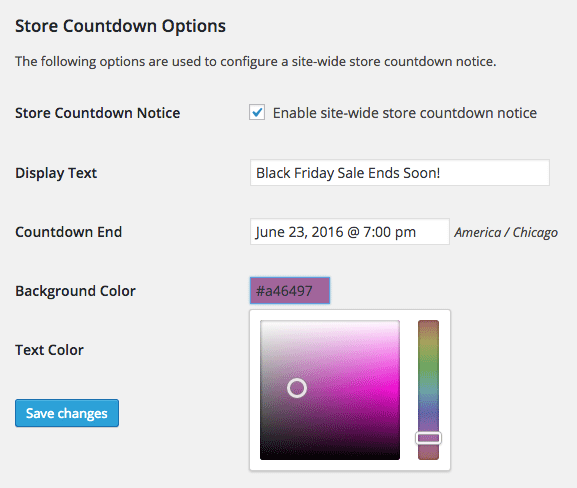 Store Countdown Options
The following options are used to configure a site-wide store countdown notice.
Store Countdown Notice Enable site-wide store countdown notice
Display Text Black Friday Sale Ends Soon!
Countdown End June 23, 2016 @ 7:00 pm America / Chicago
Background Color #a46497
Text Color
Save changes